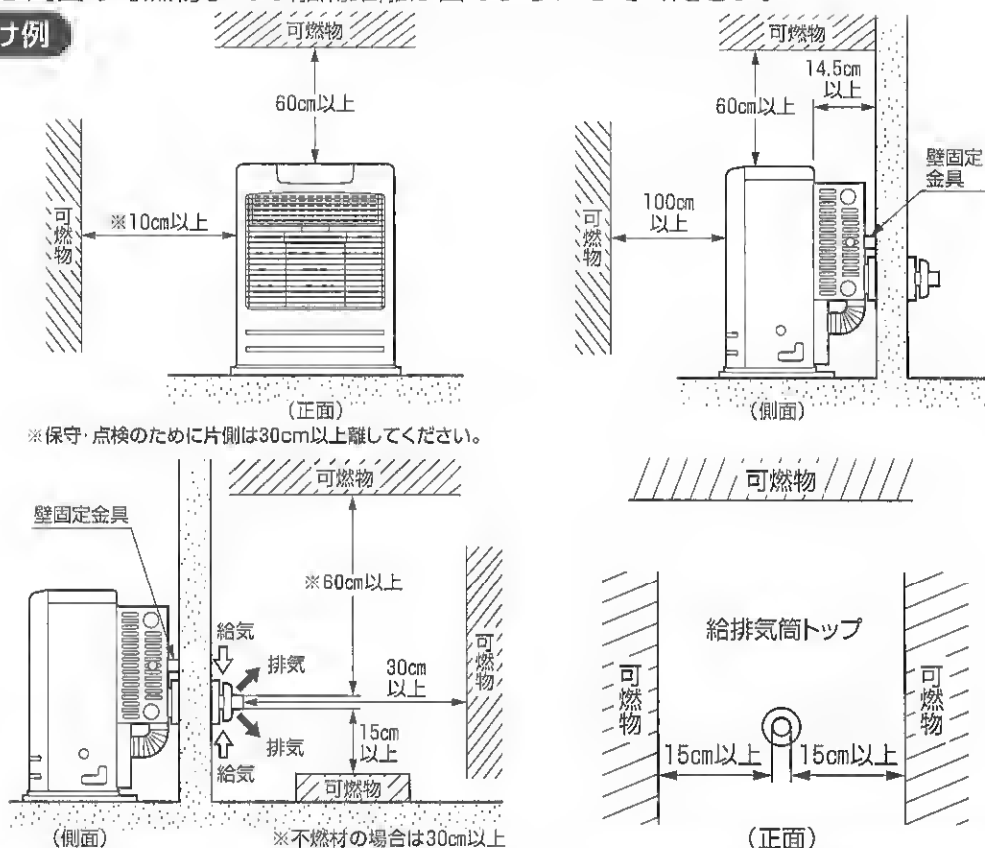 け例
可燃物
60cm以上
可燃物
※10cm以上
(正面)
※保守・点検のために片側は30cm以上離してください。
可燃物
14.5cm
以上
60cm以上
壁固定
金具
100cm
以上
可燃物
(側面)
可燃物
壁固定金具
※60cm以上
給気
排気
30cm
以上
可燃物
排気
15cm
以上
給気
可燃物
(側面)
※不燃材の場合は30cm以上
可燃物
給排気筒トップ
可燃物
可燃物
15cm以上
15cm以上
(正面)